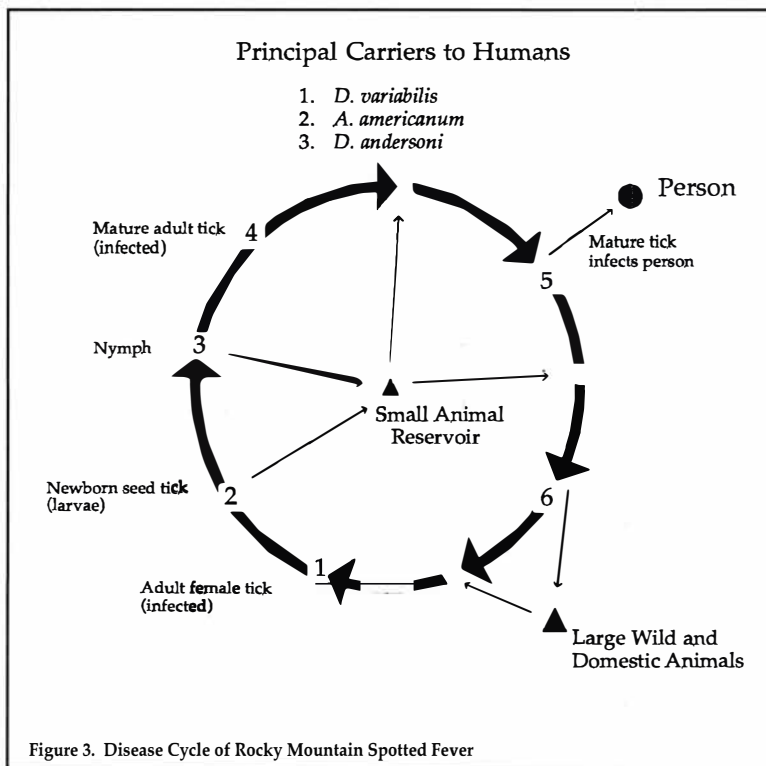 Principal Carriers to Humans
1. D. variabilis
2. A. americanum
3. D. andersoni
Person
Mature tick
infects person
Mature adult tick
(infected)
4
5
Nymph
3
Small Animal
Reservoir
Newborn seed tick
(larvae)
2
6
Adult female tick
(infected)
1
Large Wild and
Domestic Animals
Figure 3. Disease Cycle of Rocky Mountain Spotted Fever